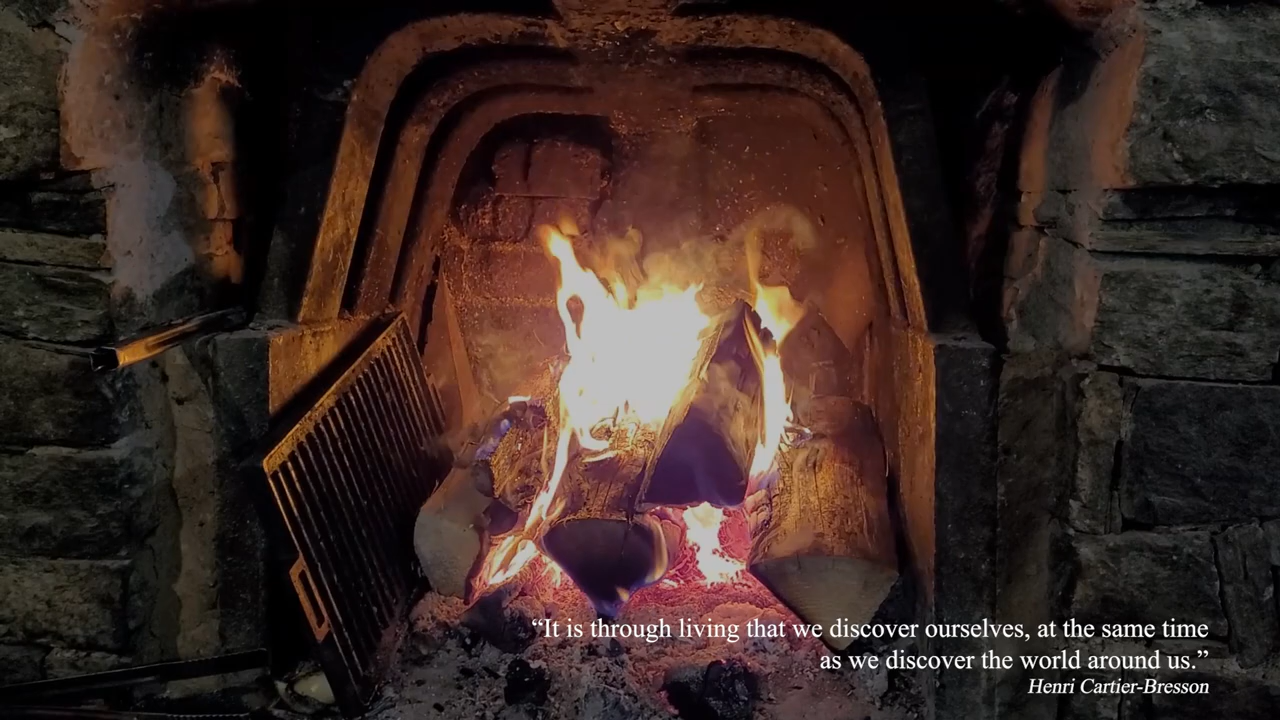 “It is through living that we discover ourselves, at the same time
as we discover the world around us.”
Henri Cartier-Bresson